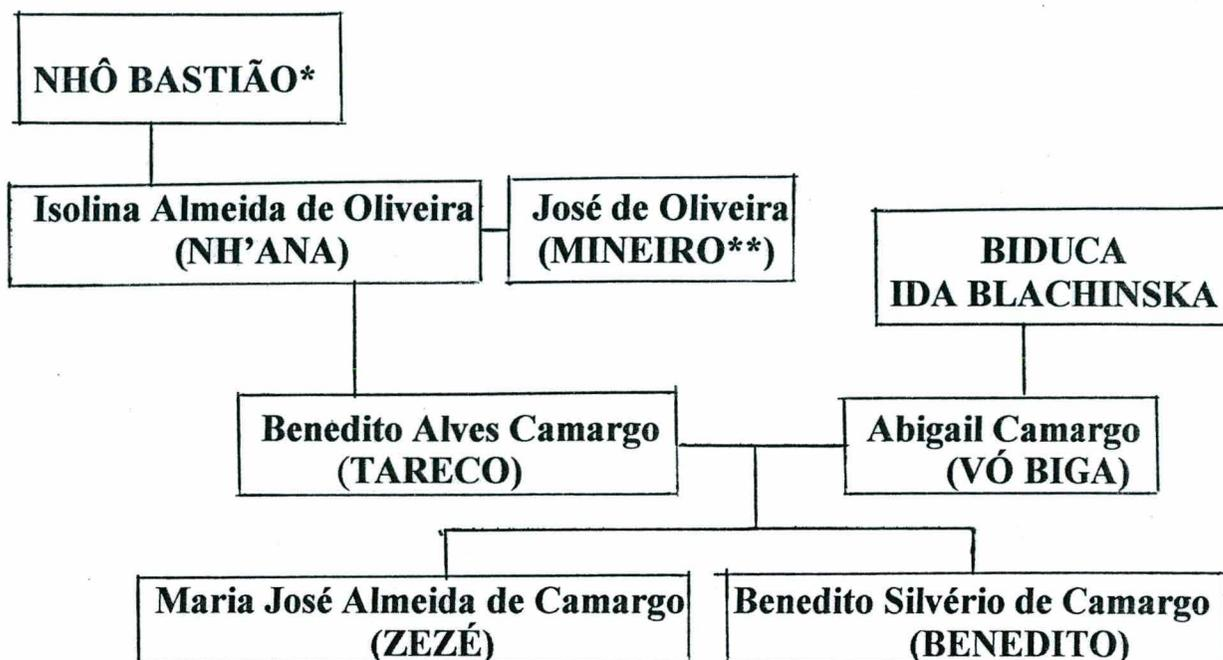 NHÔ BASTIÃO*
Isolina Almeida de Oliveira
(NH'ANA)
José de Oliveira
(MINEIRO**)
BIDUCA
IDA BLACHINSKA
Benedito Alves Camargo
(TARECO)
Abigail Camargo
(VÓ BIGA)
Maria José Almeida de Camargo
(ZEZÉ)
Benedito Silvério de Camargo
(BENEDITO)